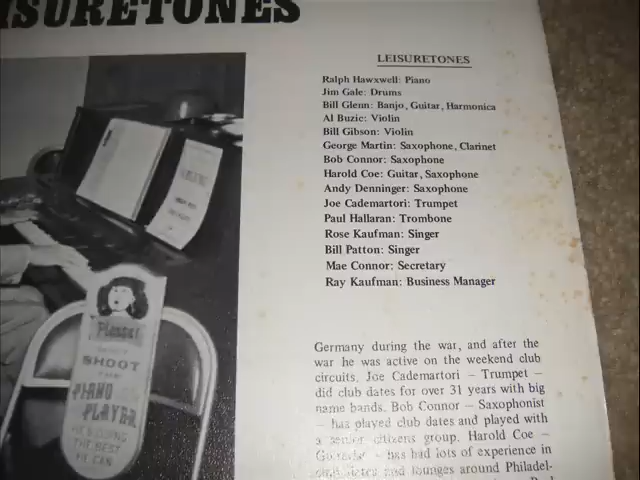 ISURETONES
LEISURETONES
Ralph Hawxwell: Piano
Jim Gale: Drums
Bill Glenn: Banjo, Guitar, Harmonica
Al Buzic: Violin
Bill Gibson: Violin
George Martin: Saxophone, Clarinet
Bob Connor: Saxophone
Harold Coe: Guitar, Saxophone
Andy Denninger: Saxophone
Joe Cademartori: Trumpet
Paul Hallaran: Trombone
Rose Kaufman: Singer
Bill Patton: Singer
Mae Connor: Secretary
Ray Kaufman: Business Manager
Germany during the war, and after the
war he was active on the weekend club
circuits. Joe Cademartori – Trumpet –
did club dates for over 31 years with big
name bands. Bob Connor – Saxophonist
– has played club dates and played with
a senior citizens group. Harold Coe –
– has had lots of experience in
and lounges around Philadel-
Please!
SHOOT
PIANO
PLAYER
HE'S DOING
THE BEST
HE CAN